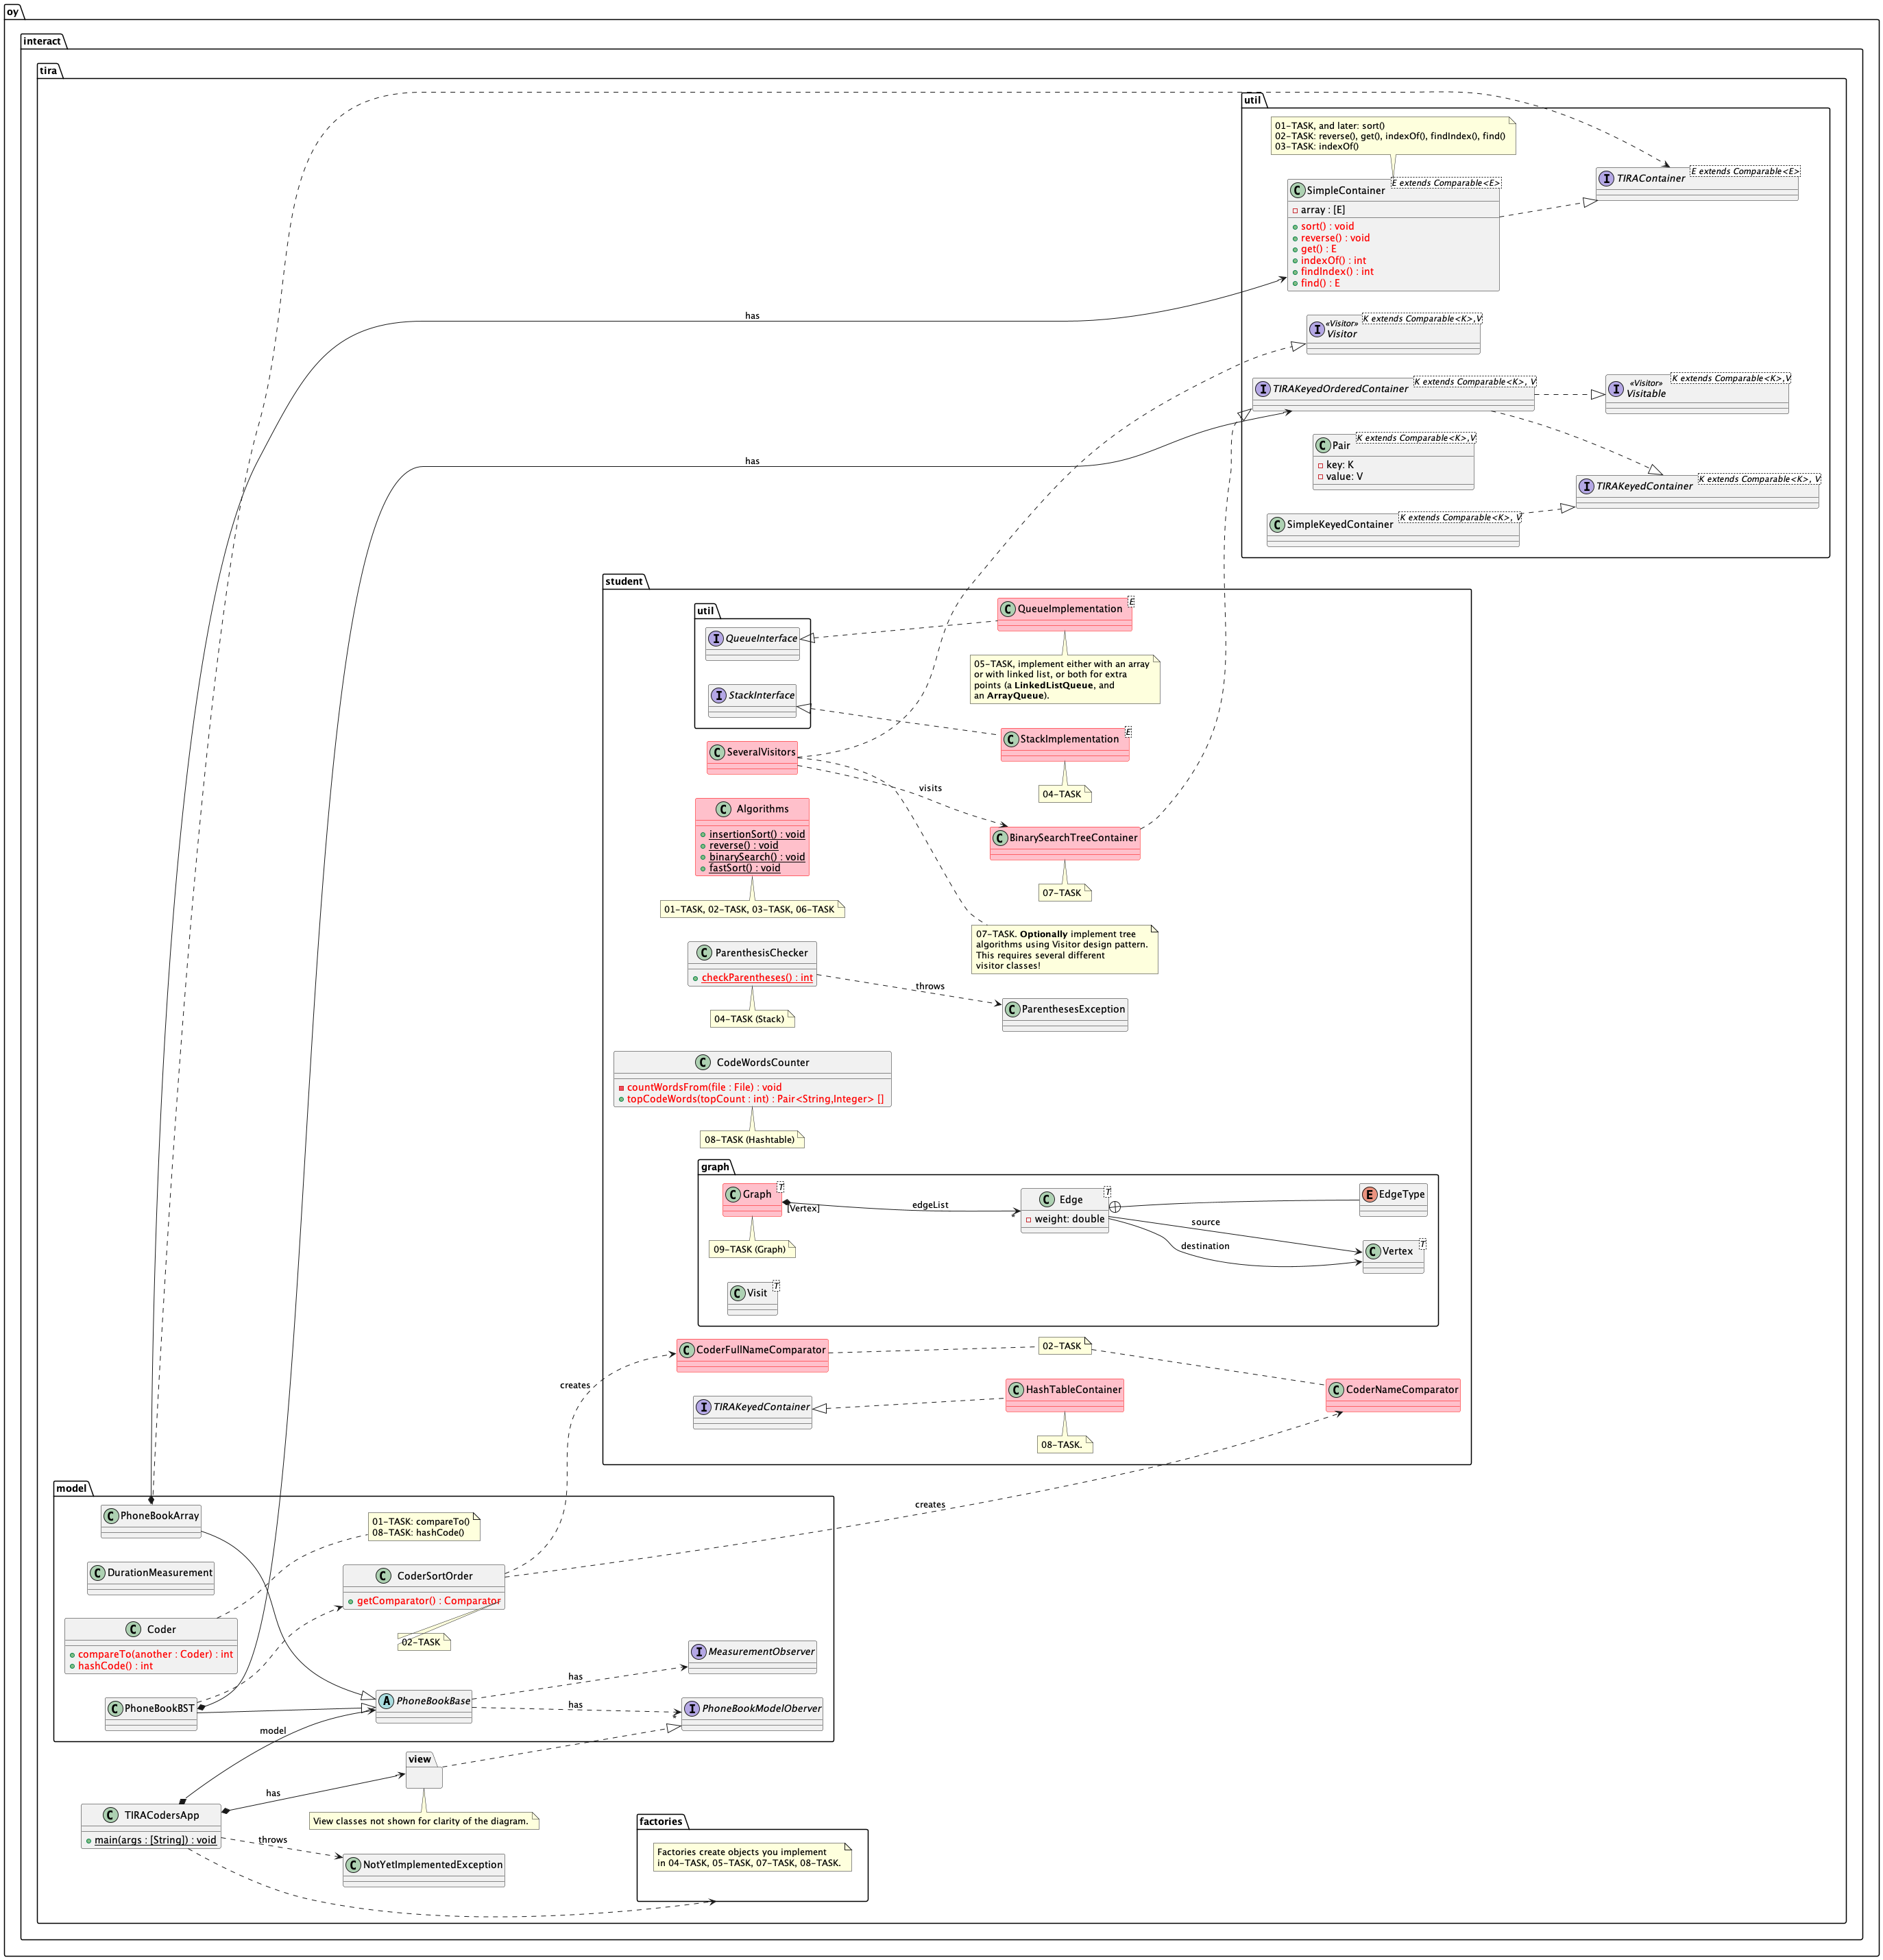 oy
interact
tira
util
01-TASK, and later: sort()
02-TASK: reverse(), get(), indexOf(), findIndex(), find()
03-TASK: indexOf()
SimpleContainer
E extends Comparable<E>
array : [E]
sort() : void
reverse() : void
get() : E
indexOf() : int
findIndex() : int
find() : E
TIRAContainer
E extends Comparable<E>
has
«Visitor»
Visitor
K extends Comparable<K>,V
TIRAKeyedOrderedContainer
K extends Comparable<K>, V
«Visitor»
Visitable
K extends Comparable<K>,V
has
Pair
K extends Comparable<K>,V
key: K
value: V
TIRAKeyedContainer
K extends Comparable<K>, V
SimpleKeyedContainer
K extends Comparable<K>, V
student
util
QueueInterface
StackInterface
QueueImplementation
E
05-TASK, implement either with an array
or with linked list, or both for extra
points (a LinkedListQueue, and
an ArrayQueue).
StackImplementation
E
04-TASK
SeveralVisitors
visits
BinarySearchTreeContainer
07-TASK
Algorithms
insertionSort() : void
reverse() : void
binarySearch() : void
fastSort() : void
01-TASK, 02-TASK, 03-TASK, 06-TASK
07-TASK. Optionally implement tree
algorithms using Visitor design pattern.
This requires several different
visitor classes!
ParenthesisChecker
checkParentheses() : int
04-TASK (Stack)
throws
ParenthesesException
CodeWordsCounter
countWordsFrom(file : File) : void
topCodeWords(topCount : int) : Pair<String,Integer> []
08-TASK (Hashtable)
graph
Graph
T
[Vertex]
edgeList
*
Edge
T
weight: double
EdgeType
source
destination
Vertex
T
09-TASK (Graph)
Visit
T
CoderFullNameComparator
02-TASK
creates
TIRAKeyedContainer
HashTableContainer
08-TASK.
CoderNameComparator
creates
model
PhoneBookArray
01-TASK: compareTo()
08-TASK: hashCode()
DurationMeasurement
CoderSortOrder
getComparator() : Comparator
02-TASK
Coder
compareTo(another : Coder) : int
hashCode() : int
MeasurementObserver
has
PhoneBookBST
PhoneBookBase
has
*
PhoneBookModelOberver
model
view
has
TIRACodersApp
main(args : [String]) : void
View classes not shown for clarity of the diagram.
throws
NotYetImplementedException
factories
Factories create objects you implement
in 04-TASK, 05-TASK, 07-TASK, 08-TASK.